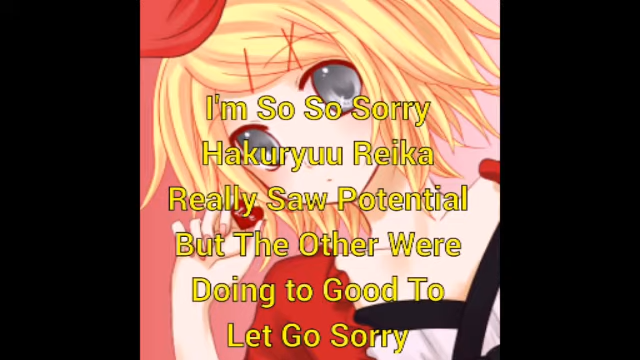 I'm So So Sorry
Hakuryuu Reika
Really Saw Potential
But The Other Were
Doing to Good To
Let Go Sorry